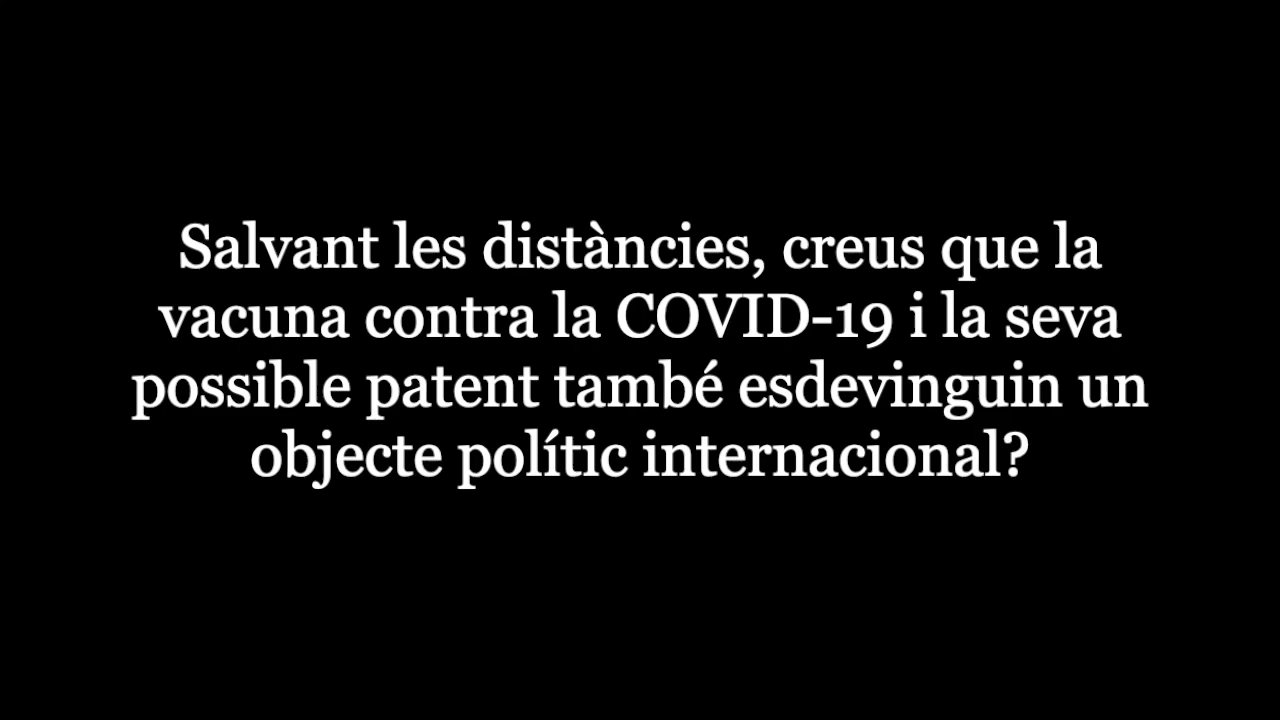 Salvant les distàncies, creus que la
vacuna contra la COVID-19 i la seva
possible patent també esdevinguin un
objecte polític internacional?